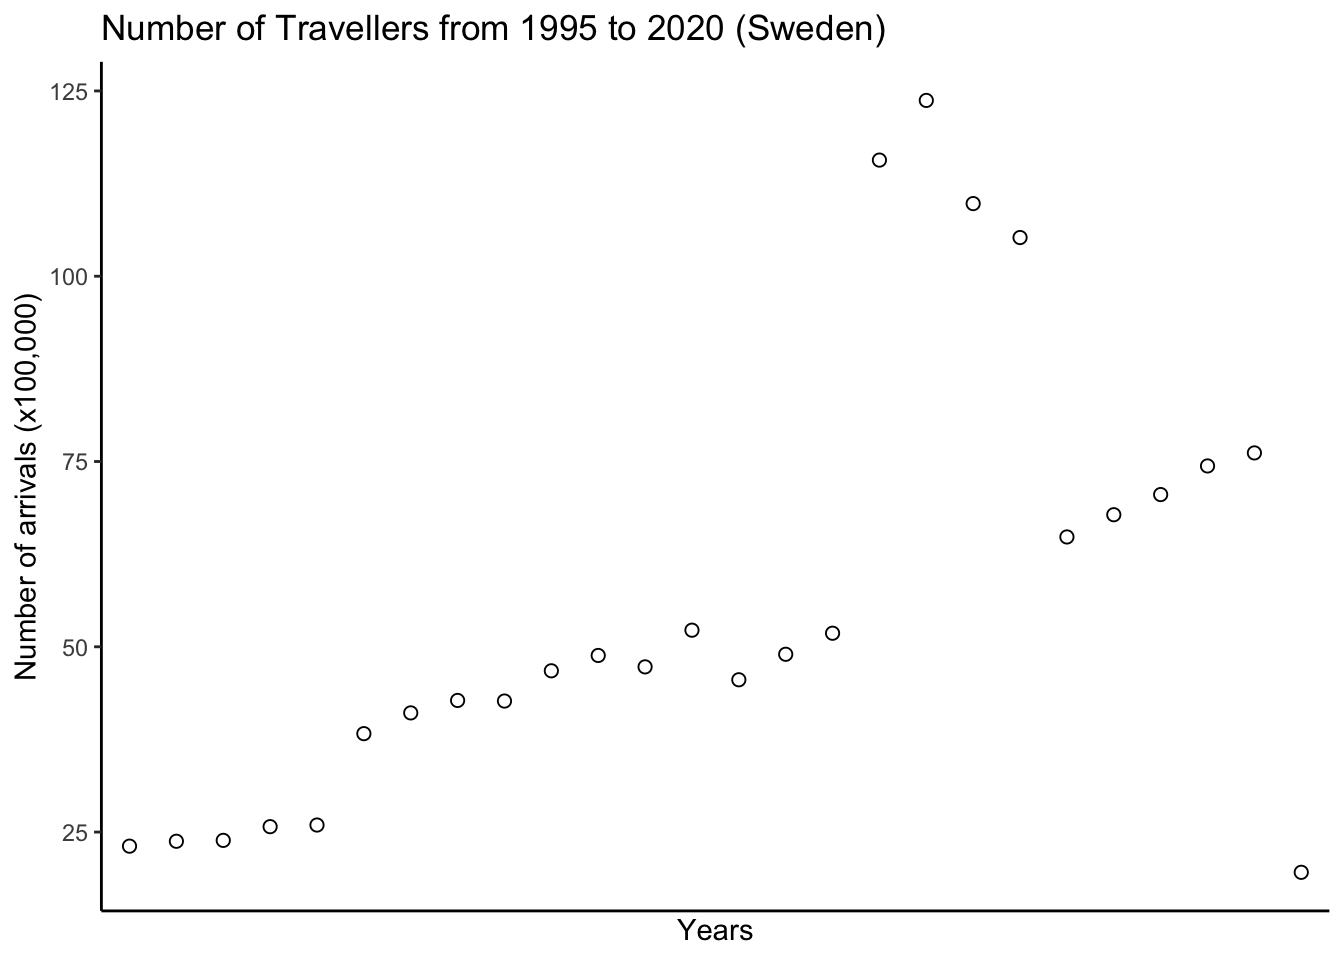 Number of Travellers from 1995 to 2020 (Sweden)
125
100
75
50
25
Number of arrivals (x100,000)
Years